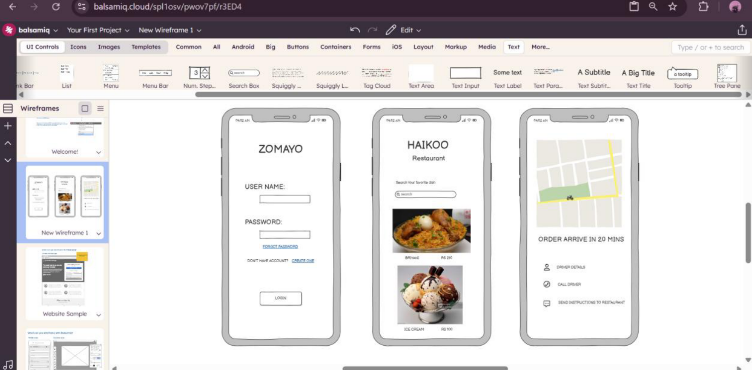 balsamiq.cloud/spl1osv/pwov7pf/r3ED4
balsamiq Your First Project New Wireframe 1 Edit
UI Controls Icons Images Templates Common All Android Big Buttons Containers Forms iOS Layout Markup Media Text More... Type / or + to search
Some text A Subtitle A Big Title a tooltip
nk Bar List Menu Menu Bar Num. Step... Search Box Squiggly ... Squiggly L... Tag Cloud Text Area Text Input Text Label Text Para... Text Subtit... Text Title Tooltip Tree Pane
Wireframes
Welcome!
New Wireframe 1
Website Sample
ZOMAYO
USER NAME:
PASSWORD:
FORGOT PASSWORD
DON'T HAVE ACCOUNT? CREATE ONE
LOGIN
HAIKOO
Restaurant
Search Your favorite dish
search
BIRIYANI
ICE CREAM
ORDER ARRIVE IN 20 MINS
DRIVER DETAILS
CALL DRIVER
SEND INSTRUCTIONS TO RESTAURANT